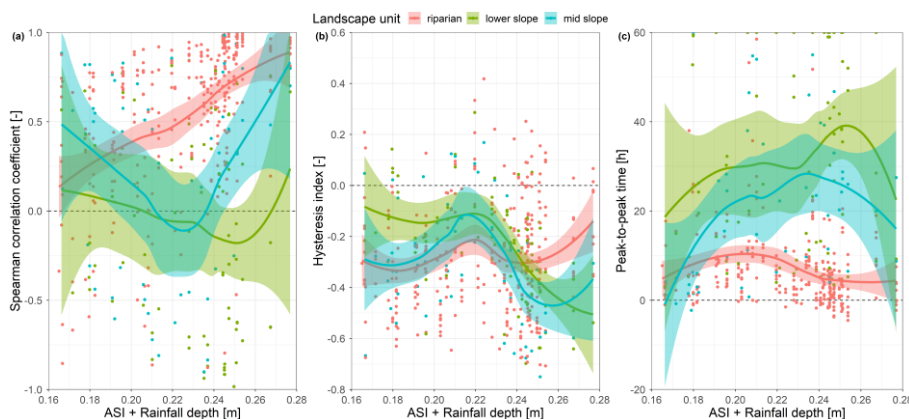 Landscape unit riparian lower slope mid slope
(a)
1.0
0.5
0.0
-0.5
-1.0
Spearman correlation coefficient [-]
0.16 0.18 0.20 0.22 0.24 0.26 0.28
ASI + Rainfall depth [m]
(b)
0.6
0.4
0.2
0.0
-0.2
-0.4
-0.6
-0.8
Hysteresis index [-]
0.16 0.18 0.20 0.22 0.24 0.26 0.28
ASI + Rainfall depth [m]
(c)
60
40
20
0
-20
Peak-to-peak time [h]
0.16 0.18 0.20 0.22 0.24 0.26 0.28
ASI + Rainfall depth [m]